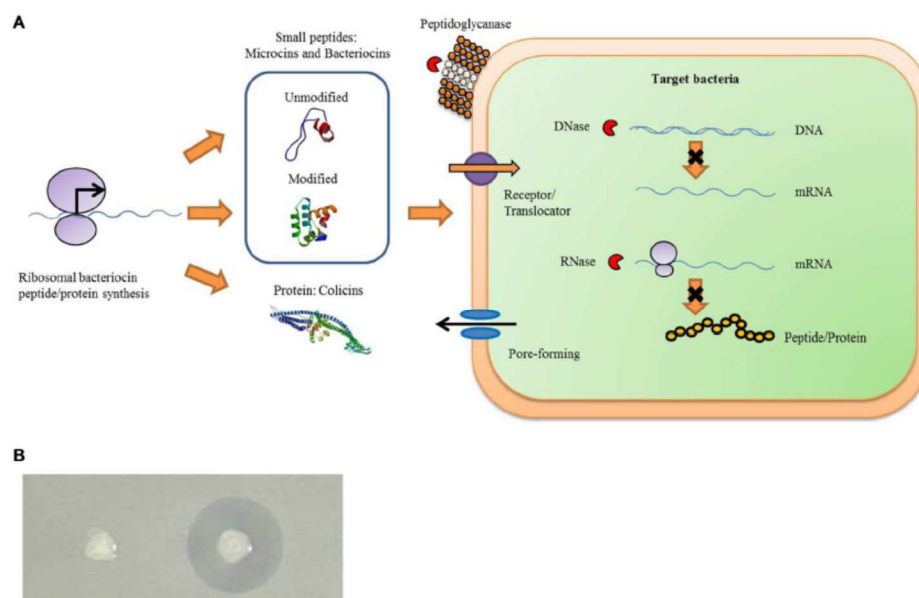 A
Small peptides:
Microcins and Bacteriocins
Unmodified
Modified
Ribosomal bacteriocin
peptide/protein synthesis
Protein: Colicins
Peptidoglycanase
Target bacteria
DNase
DNA
mRNA
Receptor/
Translocator
RNase
mRNA
Pore-forming
Peptide/Protein
B